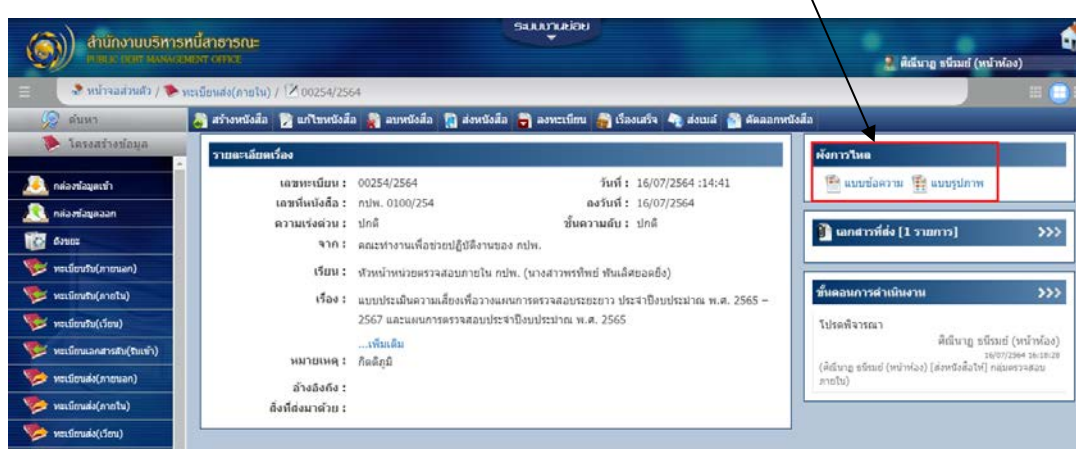 ระบบงานย่อย
สำนักงานบริหารหนี้สาธารณะ
PUBLIC DEBT MANAGEMENT OFFICE
(หน้าห้อง)
หน้าจอส่วนตัว / ทะเบียนส่ง(ภายใน) / 00254/2564
ค้นหา
สร้างหนังสือ แก้ไขหนังสือ ลบหนังสือ ส่งหนังสือ ลงทะเบียน เรื่องเสร็จ ส่งเมล์ คัดลอกหนังสือ
โครงสร้างข้อมูล
กล่องข้อมูลเข้า
กล่องข้อมูลออก
ถังขยะ
ทะเบียนรับ(ภายนอก)
ทะเบียนรับ(ภายใน)
ทะเบียนรับ(เวียน)
ทะเบียนเอกสารลับ(รับเข้า)
ทะเบียนส่ง(ภายนอก)
ทะเบียนส่ง(ภายใน)
ทะเบียนส่ง(เวียน)
รายละเอียดเรื่อง
เลขทะเบียน : 00254/2564 วันที่ : 16/07/2564 :14:41
เลขที่หนังสือ : กปพ. 0100/254 ลงวันที่ : 16/07/2564
ความเร่งด่วน : ปกติ ชั้นความลับ : ปกติ
จาก : คณะทำงานเพื่อช่วยปฏิบัติงานของ กปพ.
เรียน : หัวหน้าหน่วยตรวจสอบภายใน กปพ. (นางสาวพรทิพย์ พันเลิศยอดยิ่ง)
เรื่อง : แบบประเมินความเสี่ยงเพื่อวางแผนการตรวจสอบระยะยาว ประจำปีงบประมาณ พ.ศ. 2565 –
2567 และแผนการตรวจสอบประจำปีงบประมาณ พ.ศ. 2565
...เพิ่มเติม
หมายเหตุ : กิตติภูมิ
อ้างอิงถึง :
สิ่งที่ส่งมาด้วย :
ผังการไหล
แบบข้อความ แบบรูปภาพ
เอกสารที่ส่ง [1 รายการ] >>>
ขั้นตอนการดำเนินงาน >>>
โปรดพิจารณา
(หน้าห้อง)
16/07/2564 16:18:28
(หน้าห้อง) [ส่งหนังสือให้] กลุ่มตรวจสอบ
ภายใน)